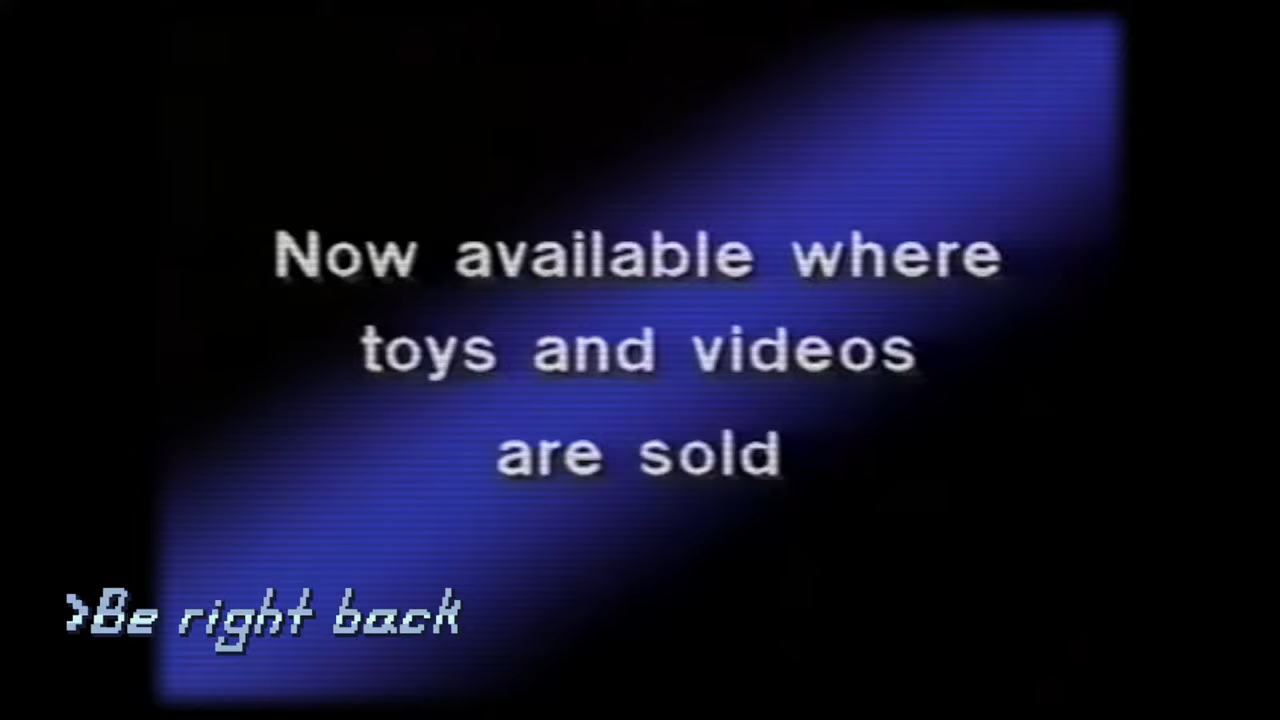 Now available where
toys and videos
are sold
>Be right back